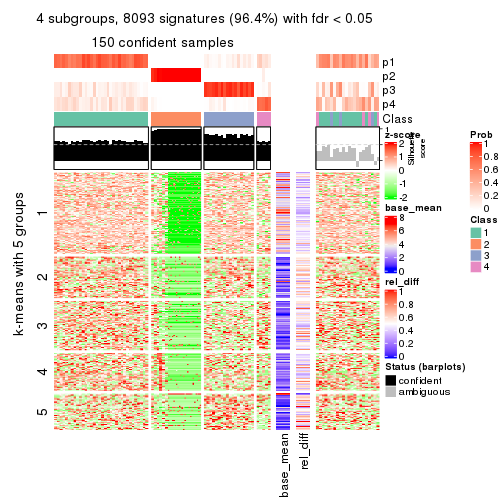 4 subgroups, 8093 signatures (96.4%) with fdr < 0.05
150 confident samples
p1
p2
p3
p4
Class
1
Silhouette
score
k-means with 5 groups
1
2
3
4
5
base_mean
rel_diff
z-score
2
1
0
-1
-2
base_mean
8
6
4
2
0
rel_diff
1
0.8
0.6
0.4
0.2
0
Status (barplots)
confident
ambiguous
Prob
1
0.8
0.6
0.4
0.2
0
Class
1
2
3
4